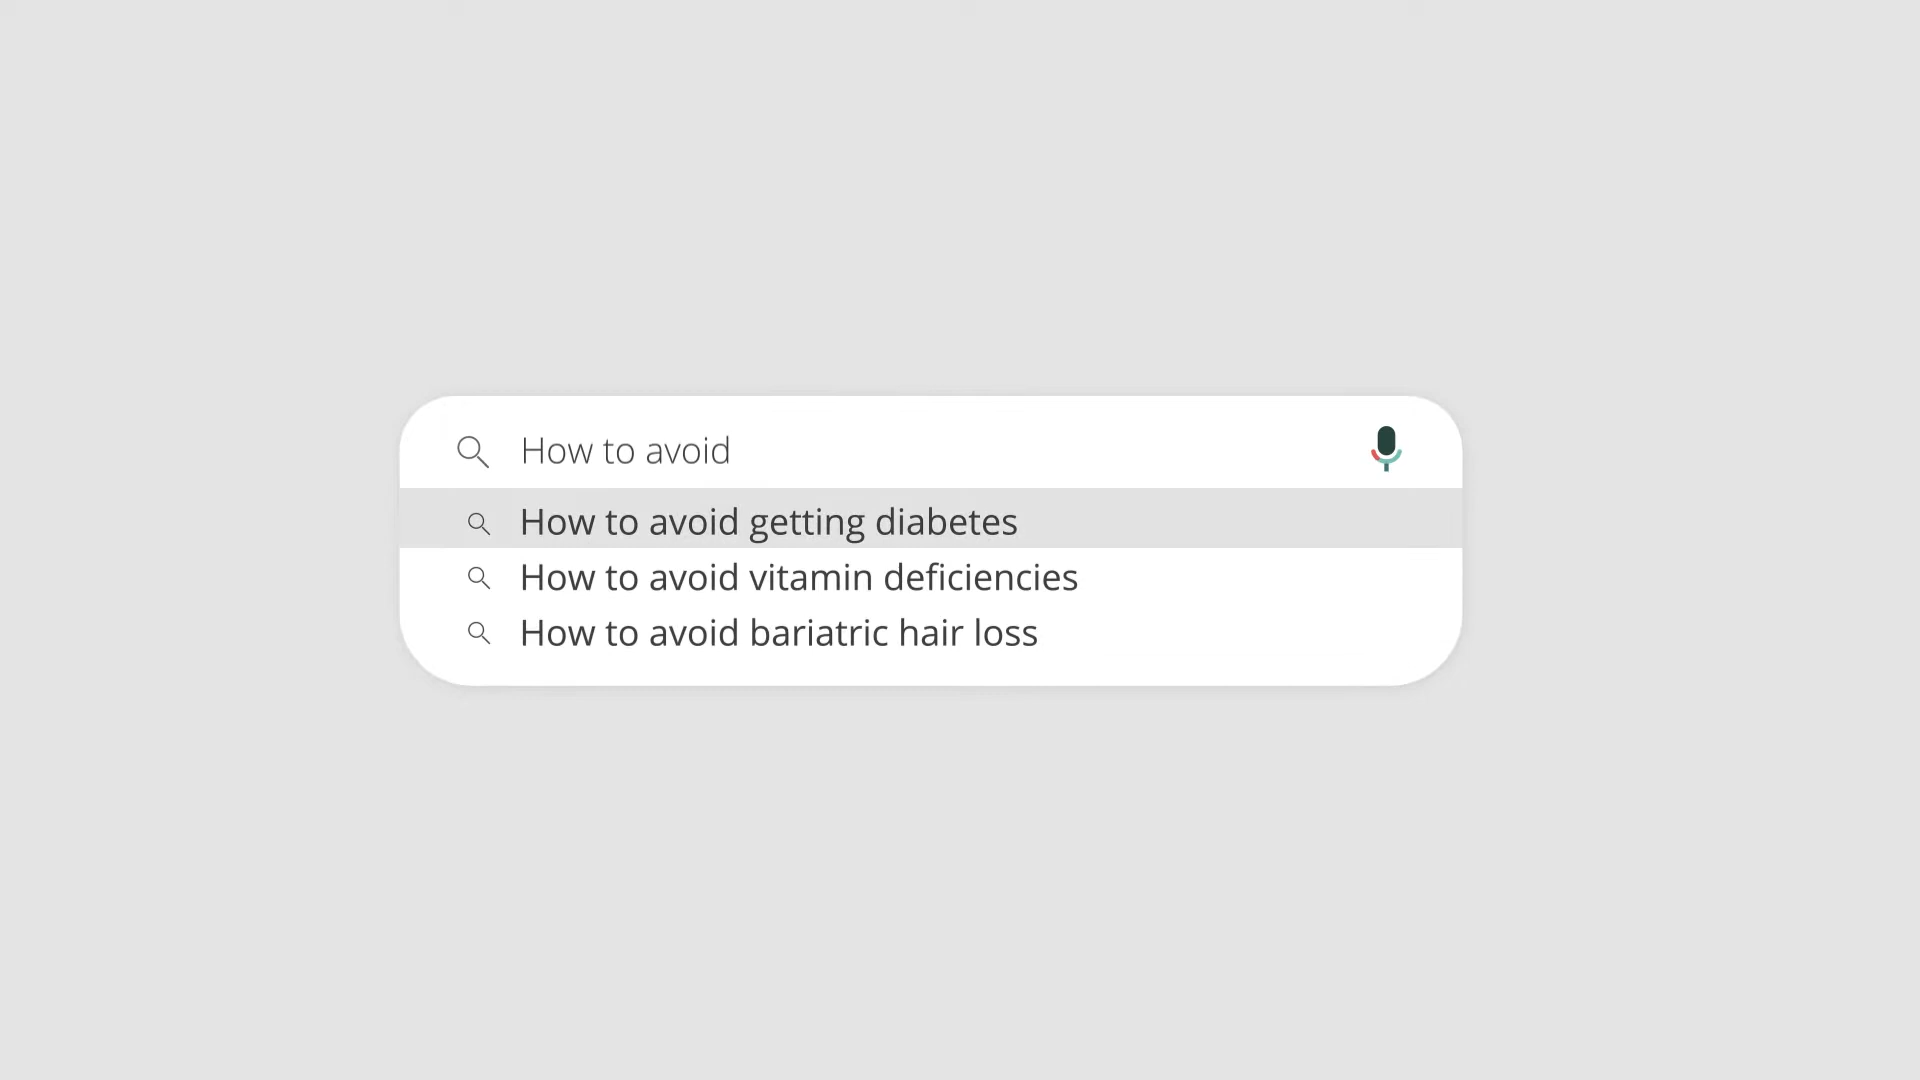 How to avoid
How to avoid getting diabetes
How to avoid vitamin deficiencies
How to avoid bariatric hair loss